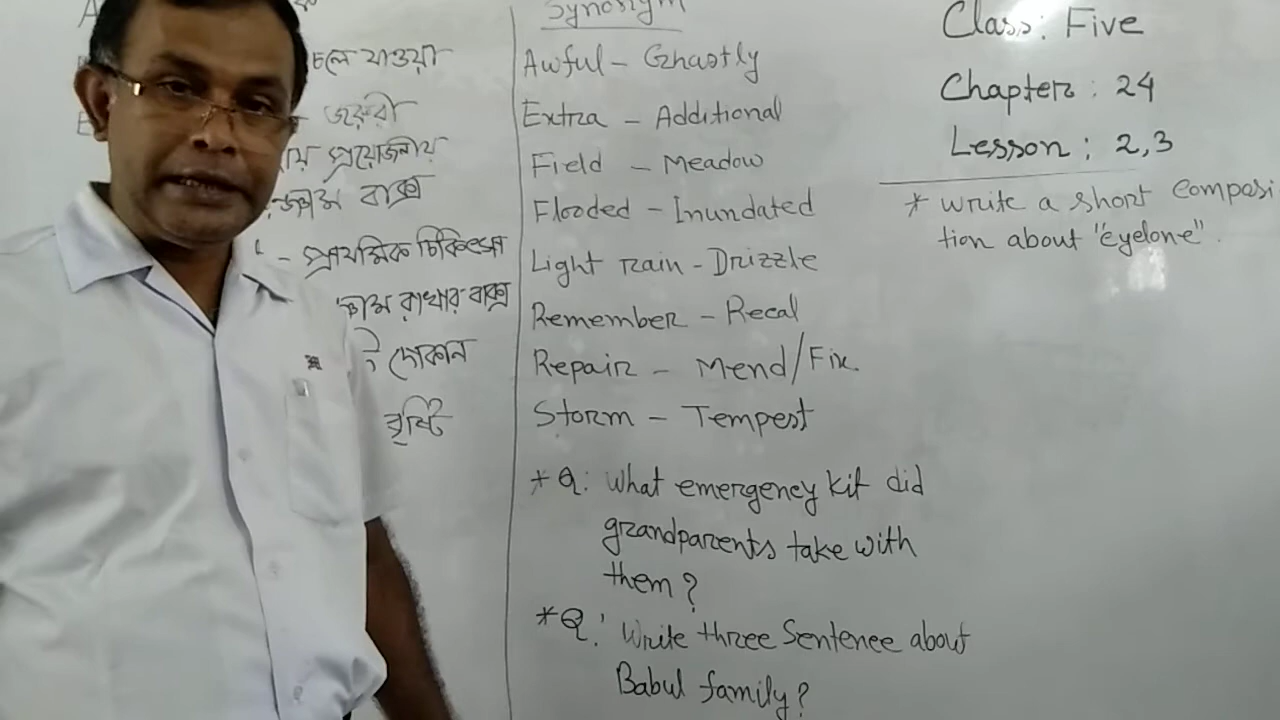 চলে যাওয়া
জরুরী
প্রয়োজনীয়
বাক্স
- প্রাথমিক চিকিৎসা
রাখার বাক্স
দোকান
বৃষ্টি
Synonym
Awful - Ghastly
Extra - Additional
Field - Meadow
Flooded - Inundated
Light rain - Drizzle
Remember - Recal
Repair - Mend/Fix
Storm - Tempest
* Q: What emergency kit did
grandparents take with
them?
* Q: Write three Sentence about
Babul family?
Class: Five
Chapter: 24
Lesson: 2,3
* Write a short composi
tion about "Cyclone".